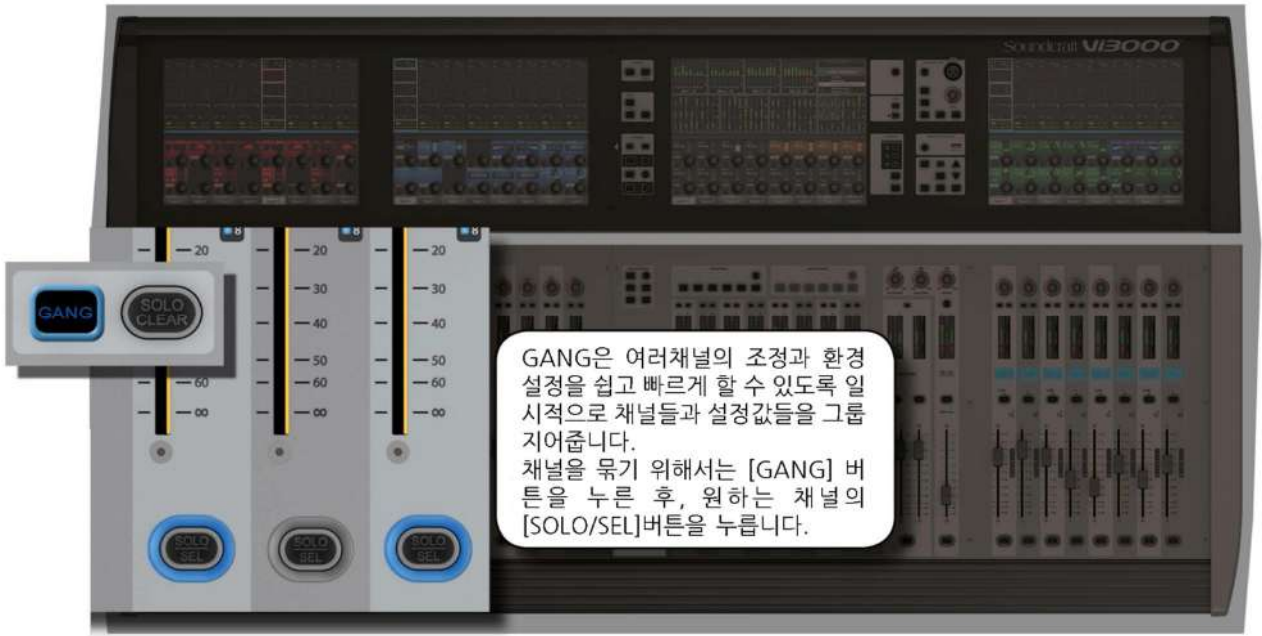 Soundcraft Vi3000
8 8 8
20 20 20
GANG SOLO CLEAR
30 30 30
40 40 40
50 50 50
60 60 60
∞ ∞ ∞
GANG은 여러채널의 조정과 환경
설정을 쉽고 빠르게 할 수 있도록 일
시적으로 채널들과 설정값들을 그룹
지어줍니다.
채널을 묶기 위해서는 [GANG] 버
튼을 누른 후, 원하는 채널의
[SOLO/SEL]버튼을 누릅니다.
SOLO SOLO SOLO
SEL SEL SEL